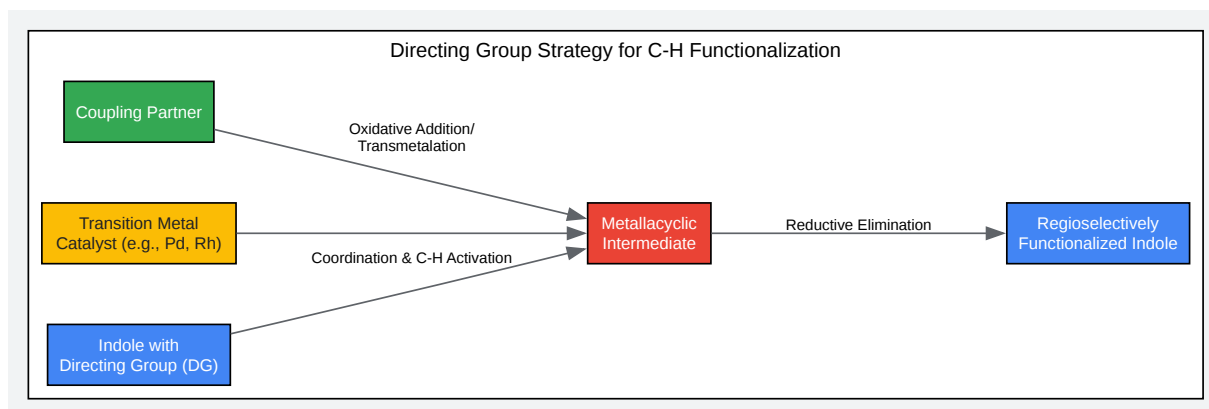 Directing Group Strategy for C-H Functionalization
Coupling Partner
Oxidative Addition/
Transmetalation
Transition Metal
Catalyst (e.g., Pd, Rh)
Metallacyclic
Intermediate
Reductive Elimination
Regioselectively
Functionalized Indole
Coordination & C-H Activation
Indole with
Directing Group (DG)